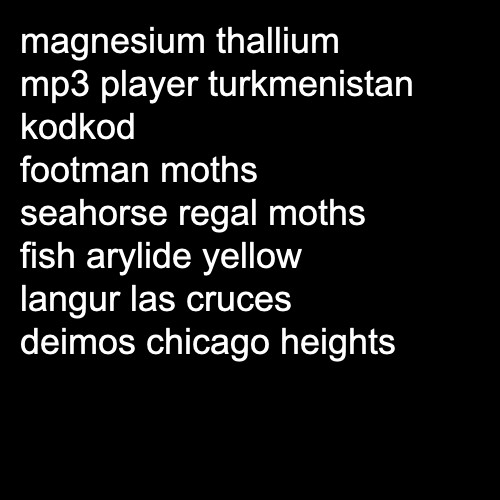 magnesium thallium
mp3 player turkmenistan
kodkod
footman moths
seahorse regal moths
fish arylide yellow
langur las cruces
deimos chicago heights